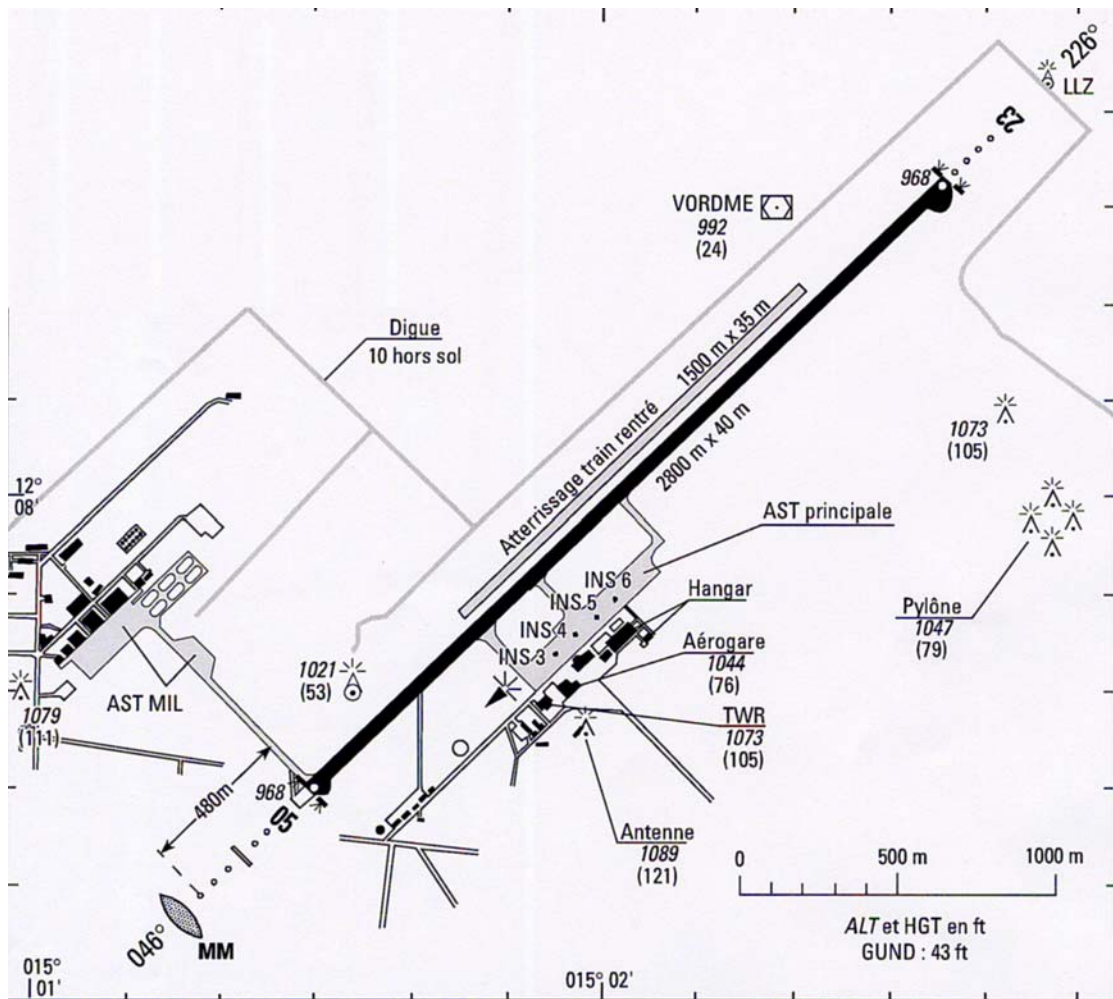 226°
LLZ
23
968
VORDME
992
(24)
Digue
10 hors sol
1500 m x 35 m
Atterrissage train rentré
2800 m x 40 m
1073
(105)
12°
08'
AST principale
INS 6
INS 5
INS 4
INS 3
Hangar
Pylône
1047
(79)
Aérogare
1044
(76)
1021
(53)
AST MIL
1079
(111)
TWR
1073
(105)
968
480m
05
Antenne
1089
(121)
0 500 m 1000 m
046°
MM
ALT et HGT en ft
GUND : 43 ft
015°
01'
015° 02'